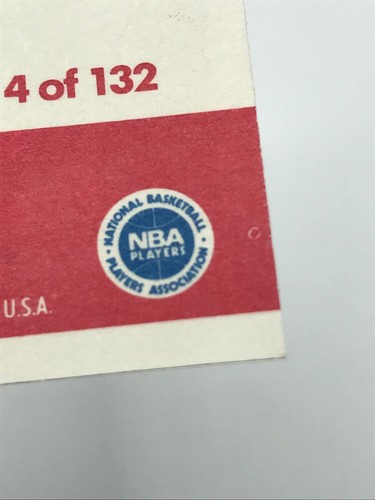 4 of 132
NATIONAL BASKETBALL
NBA
PLAYERS
PLAYERS ASSOCIATION
U.S.A.